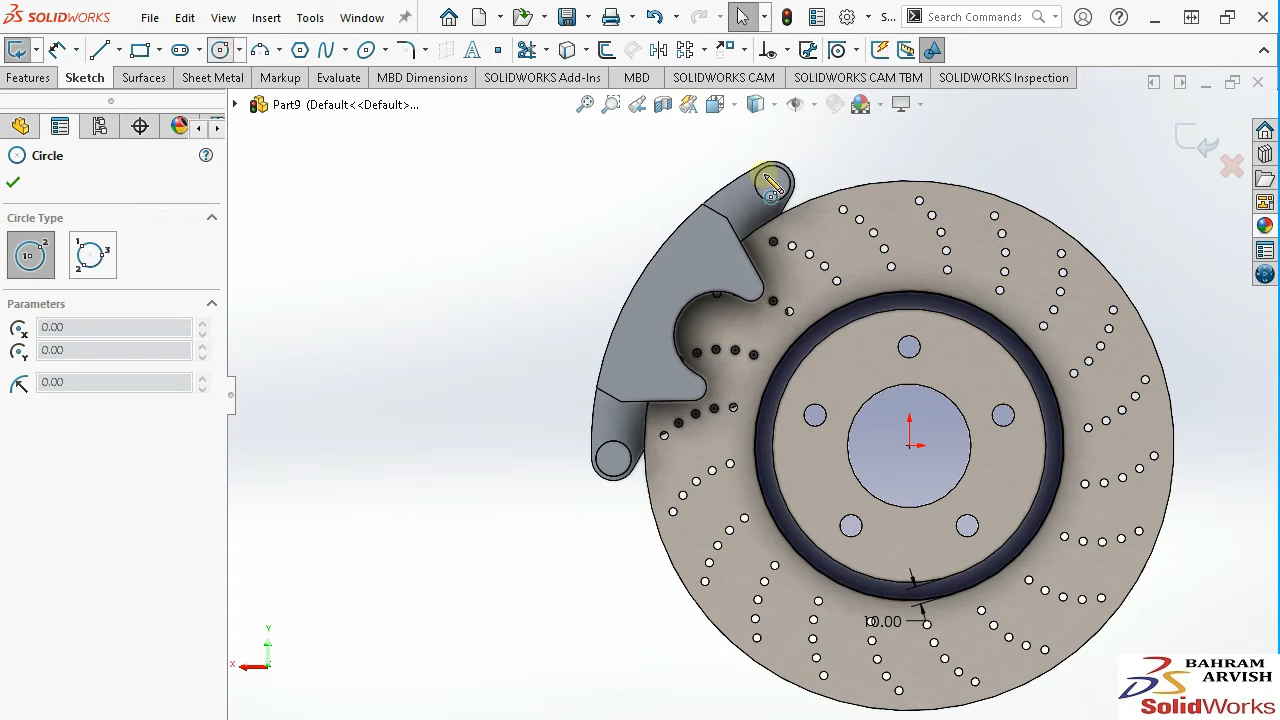 SOLIDWORKS
File Edit View Insert Tools Window
S...
Search Commands
Features Sketch Surfaces Sheet Metal Markup Evaluate MBD Dimensions SOLIDWORKS Add-Ins MBD SOLIDWORKS CAM SOLIDWORKS CAM TBM SOLIDWORKS Inspection
Part9 (Default<<Default>...
Circle
Circle Type
Parameters
0.00
0.00
0.00
10.00
Y
X
BAHRAM
ARVISH
SolidWorks